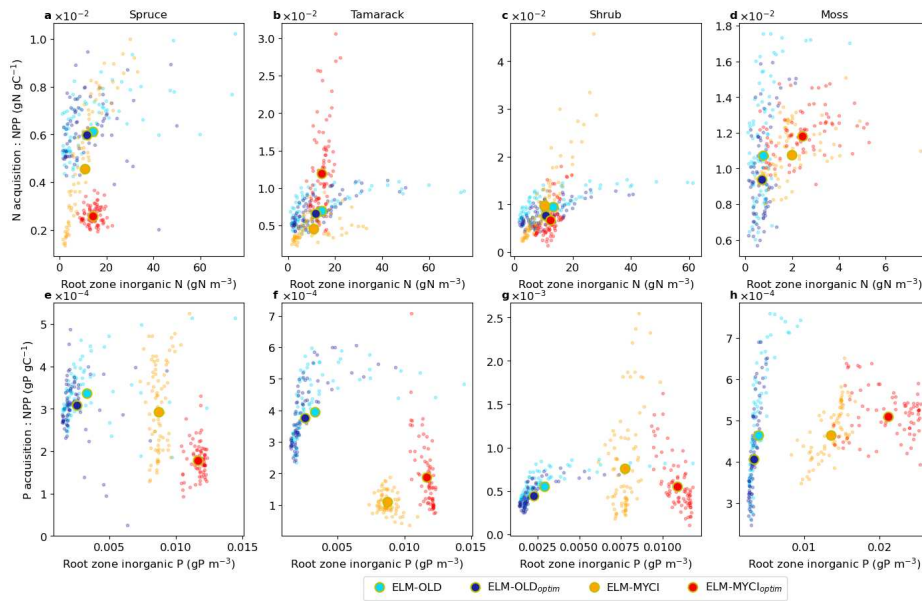 a ×10⁻² Spruce
b ×10⁻² Tamarack
c ×10⁻² Shrub
d ×10⁻² Moss
N acquisition : NPP (gN gC⁻¹)
1.0
0.8
0.6
0.4
0.2
0 20 40 60
Root zone inorganic N (gN m⁻³)
3.0
2.5
2.0
1.5
1.0
0.5
0 20 40 60
Root zone inorganic N (gN m⁻³)
4
3
2
1
0
0 20 40 60
Root zone inorganic N (gN m⁻³)
1.8
1.6
1.4
1.2
1.0
0.8
0.6
0 2 4 6
Root zone inorganic N (gN m⁻³)
e ×10⁻⁴
f ×10⁻⁴
g ×10⁻³
h ×10⁻⁴
P acquisition : NPP (gP gC⁻¹)
5
4
3
2
1
0
0.005 0.010 0.015
Root zone inorganic P (gP m⁻³)
7
6
5
4
3
2
1
0.005 0.010 0.015
Root zone inorganic P (gP m⁻³)
2.5
2.0
1.5
1.0
0.5
0.0
0.0025 0.0050 0.0075 0.0100
Root zone inorganic P (gP m⁻³)
7
6
5
4
3
0.01 0.02
Root zone inorganic P (gP m⁻³)
ELM-OLD ELM-OLDoptim ELM-MYCI ELM-MYCIoptim